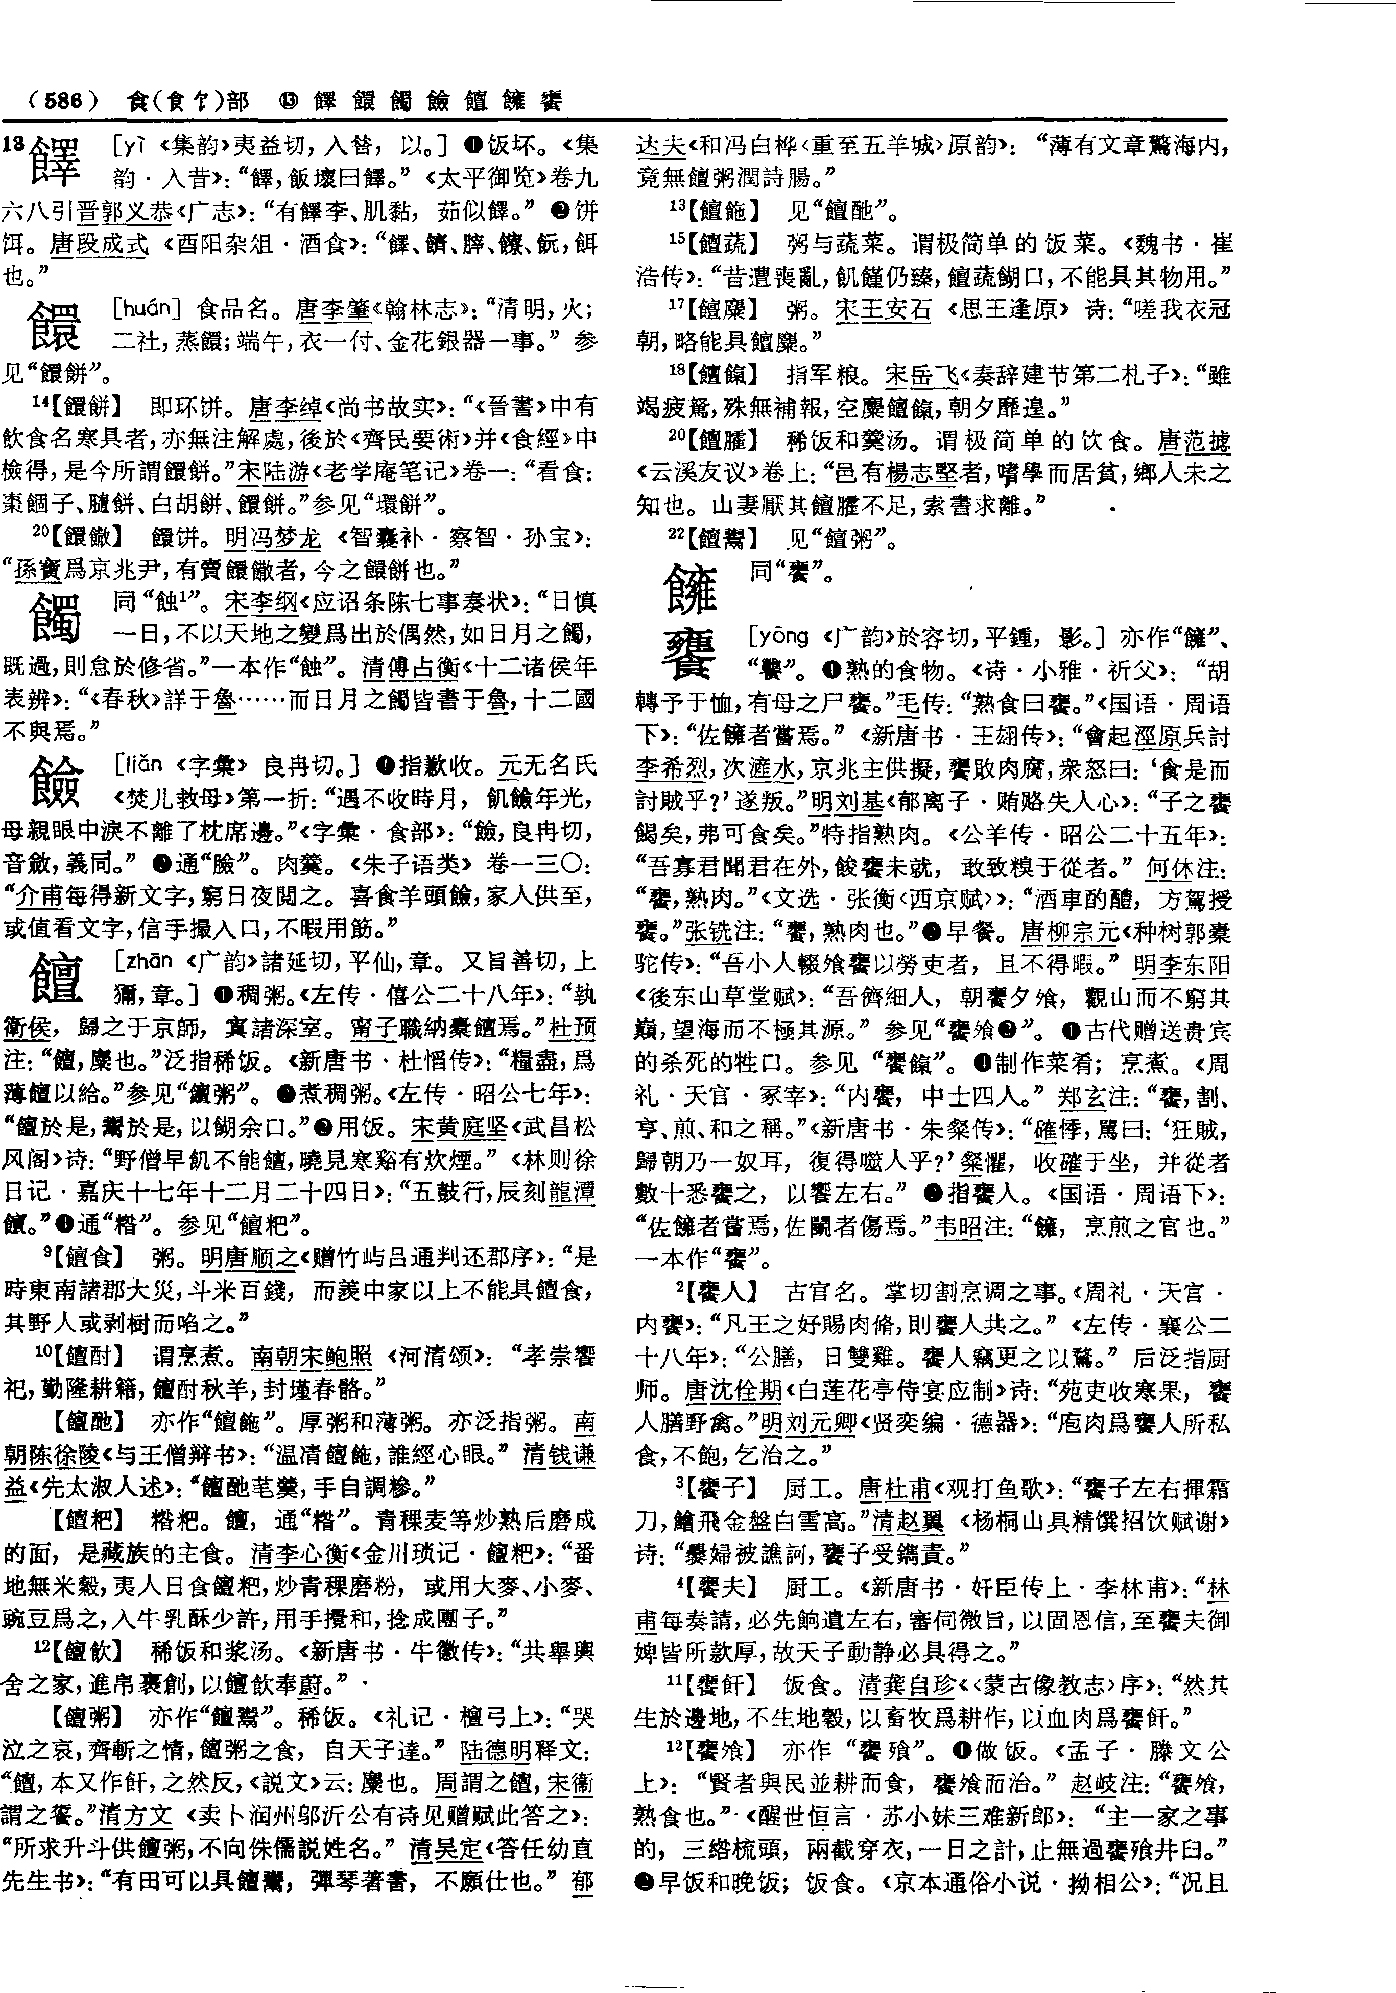 （586） 食(飠饣)部 ⓭ 饆 饌 饇 饐 饘 饔 饔
13 饆 [yì《集韵》夷益切，入昔，以。] ❶饭坏。《集
韵·入昔》：“饆，飯壞曰饆。”《太平御览》卷九
六八引晋郭义恭《广志》：“有饆李、肌黏，茹似饆。”❷饼
饵。唐段成式《酉阳杂俎·酒食》：“
也。”
䭴 [huán] 食品名。唐李肇《翰林志》：“清明，火；
二社，蒸䭴；端午，衣一付、金花銀器一事。”参
见“䭴餅”。
14【䭴餅】 即环饼。唐李绰《尚书故实》：“《晉書》中有
飲食名寒具者，亦無注解處，後於《齊民要術》并《食經》中
檢得，是今所謂䭴餅。”宋陆游《老学庵笔记》卷一：“看食：
棗錮子、髓餅、白胡餅、䭴餅。”参见“環餅”。
20【䭴饊】 䭴饼。明冯梦龙《智囊补·察智·孙宝》：
“孫寶爲京兆尹，有賣䭴饊者，今之䭴餅也。”
同“蚀¹”。宋李纲《应诏条陈七事奏状》：“日慎
一日，不以天地之變爲出於偶然，如日月之䭦，
既過，則怠於修省。”一本作“蝕”。清傅占衡《十二诸侯年
表辨》：“《春秋》詳于魯……而日月之䭦皆書于魯，十二國
不與焉。”
[liǎn《字彙》良冉切。] ❶指歉收。元无名氏
《焚儿救母》第一折：“遇不收時月，飢𩞙年光，
母親眼中淚不離了枕席邊。”《字彙·食部》：“𩞙，良冉切，
音斂，義同。”❷通“臉”。肉羹。《朱子语类》卷一三〇：
“介甫每得新文字，窮日夜閲之。喜食羊頭𩞙，家人供至，
或值看文字，信手撮入口，不暇用筯。”
饘 [zhān《广韵》諸延切，平仙，章。又旨善切，上
獮，章。] ❶稠粥。《左传·僖公二十八年》：“執
衛侯，歸之于京師，寘諸深室。甯子職納橐饘焉。”杜预
注：“饘，糜也。”泛指稀饭。《新唐书·杜慆传》：“糧盡，爲
薄饘以給。”参见“饘粥”。❷煮稠粥。《左传·昭公七年》：
“饘於是，鬻於是，以餬余口。”❸用饭。宋黄庭坚《武昌松
风阁》诗：“野僧早飢不能饘，曉見寒谿有炊煙。”《林则徐
日记·嘉庆十七年十二月二十四日》：“五鼓行，辰刻龍潭
饘。”❹通“糌”。参见“饘粑”。
9【饘食】 粥。明唐顺之《赠竹屿吕通判还郡序》：“是
時東南諸郡大災，斗米百錢，而羨中家以上不能具饘食，
其野人或剥樹而啗之。”
10【饘酎】 谓烹煮。南朝宋鲍照《河清颂》：“孝崇饗
祀，勤隆耕籍，饘酎秋羊，封瑾春骼。”
【饘酏】 亦作“饘䬷”。厚粥和薄粥。亦泛指粥。南
朝陈徐陵《与王僧辩书》：“温凊饘䬷，誰經心眼。”清钱谦
益《先太淑人述》：“饘酏芼羹，手自調糝。”
【饘粑】 糌粑。饘，通“糌”。青稞麦等炒熟后磨成
的面，是藏族的主食。清李心衡《金川琐记·饘粑》：“番
地無米穀，夷人日食饘粑，炒青稞磨粉，或用大麥、小麥、
豌豆爲之，入牛乳酥少許，用手攪和，捻成團子。”
12【饘飲】 稀饭和浆汤。《新唐书·牛徽传》：“共舉輿
舍之家，進帛裹創，以饘飲奉蔚。”
【饘粥】 亦作“饘鬻”。稀饭。《礼记·檀弓上》：“哭
泣之哀，齊斬之情，饘粥之食，自天子達。”陆德明释文：
“饘，本又作飦，之然反，《説文》云：糜也。周謂之饘，宋衛
謂之餰。”清方文《卖卜润州邬沂公有诗见赠赋此答之》：
“所求升斗供饘粥，不向侏儒説姓名。”清吴定《答任幼直
先生书》：“有田可以具饘鬻，彈琴著書，不願仕也。”郁
达夫《和冯白桦〈重至五羊城〉原韵》：“薄有文章驚海内，
竟無饘粥潤詩腸。”
13【饘䬷】 见“饘酏”。
15【饘蔬】 粥与蔬菜。谓极简单的饭菜。《魏书·崔
浩传》：“昔遭喪亂，飢饉仍臻，饘蔬餬口，不能具其物用。”
17【饘糜】 粥。宋王安石《思王逢原》诗：“嗟我衣冠
朝，略能具饘糜。”
18【饘餼】 指军粮。宋岳飞《奏辞建节第二札子》：“雖
竭疲駑，殊無補報，空糜饘餼，朝夕靡遑。”
20【饘臛】 稀饭和羹汤。谓极简单的饮食。唐范摅
《云溪友议》卷上：“邑有楊志堅者，嗜學而居貧，鄉人未之
知也。山妻厭其饘臛不足，索書求離。”
22【饘鬻】 见“饘粥”。
同“饔”。
饔 [yōng《广韵》於容切，平鍾，影。] 亦作“
❶熟的食物。《诗·小雅·祈父》：“胡
轉予于恤，有母之尸饔。”毛传：“熟食曰饔。”《国语·周语
下》：“佐𩟷者嘗焉。”《新唐书·王翃传》：“會起涇原兵討
李希烈，次滻水，京兆主供擬，饔敗肉腐，衆怒曰：‘食是而
討賊乎？’遂叛。”明刘基《郁离子·贿赂失人心》：“子之饔
餲矣，弗可食矣。”特指熟肉。《公羊传·昭公二十五年》：
“吾寡君聞君在外，餕饔未就，敢致糗于從者。”何休注：
“饔，熟肉。”《文选·张衡〈西京赋〉》：“酒車酌醴，方駕授
饔。”张铣注：“饔，熟肉也。”❷早餐。唐柳宗元《种树郭橐
驼传》：“吾小人輟飧饔以勞吏者，且不得暇。”明李东阳
《後东山草堂赋》：“吾儕細人，朝饔夕飧，觀山而不窮其
巔，望海而不極其源。”参见“饔飧❷”。❸古代赠送贵宾
的杀死的牲口。参见“饔餼”。❹制作菜肴；烹煮。《周
礼·天官·冢宰》：“内饔，中士四人。”郑玄注：“饔，割、
亨、煎、和之稱。”《新唐书·朱粲传》：“確悸，罵曰：‘狂賊，
歸朝乃一奴耳，復得噬人乎？’粲懼，收確于坐，并從者
數十悉饔之，以饗左右。”❺指饔人。《国语·周语下》：
“佐𩟷者嘗焉，佐鬭者傷焉。”韦昭注：“𩟷，烹煎之官也。”
一本作“饔”。
2【饔人】 古官名。掌切割烹调之事。《周礼·天官·
内饔》：“凡王之好賜肉脩，則饔人共之。”《左传·襄公二
十八年》：“公膳，日雙雞。饔人竊更之以鶩。”后泛指厨
师。唐沈佺期《白莲花亭侍宴应制》诗：“苑吏收寒果，饔
人膳野禽。”明刘元卿《贤奕编·德器》：“庖肉爲饔人所私
食，不飽，乞治之。”
3【饔子】 厨工。唐杜甫《观打鱼歌》：“饔子左右揮霜
刀，鱠飛金盤白雪高。”清赵翼《杨桐山具精馔招饮赋谢》
诗：“爨婦被譙訶，饔子受鐫責。”
4【饔夫】 厨工。《新唐书·奸臣传上·李林甫》：“林
甫每奏請，必先餉遺左右，審伺微旨，以固恩信，至饔夫御
婢皆所款厚，故天子動静必具得之。”
11【饔飦】 饭食。清龚自珍《〈蒙古像教志〉序》：“然其
生於邊地，不生地穀，以畜牧爲耕作，以血肉爲饔飦。”
12【饔飧】 亦作“饔飱”。❶做饭。《孟子·滕文公
上》：“賢者與民並耕而食，饔飧而治。”赵岐注：“饔飧，
熟食也。”《醒世恒言·苏小妹三难新郎》：“主一家之事
的，三綹梳頭，兩截穿衣，一日之計，止無過饔飱井臼。”
❷早饭和晚饭；饭食。《京本通俗小说·拗相公》：“况且